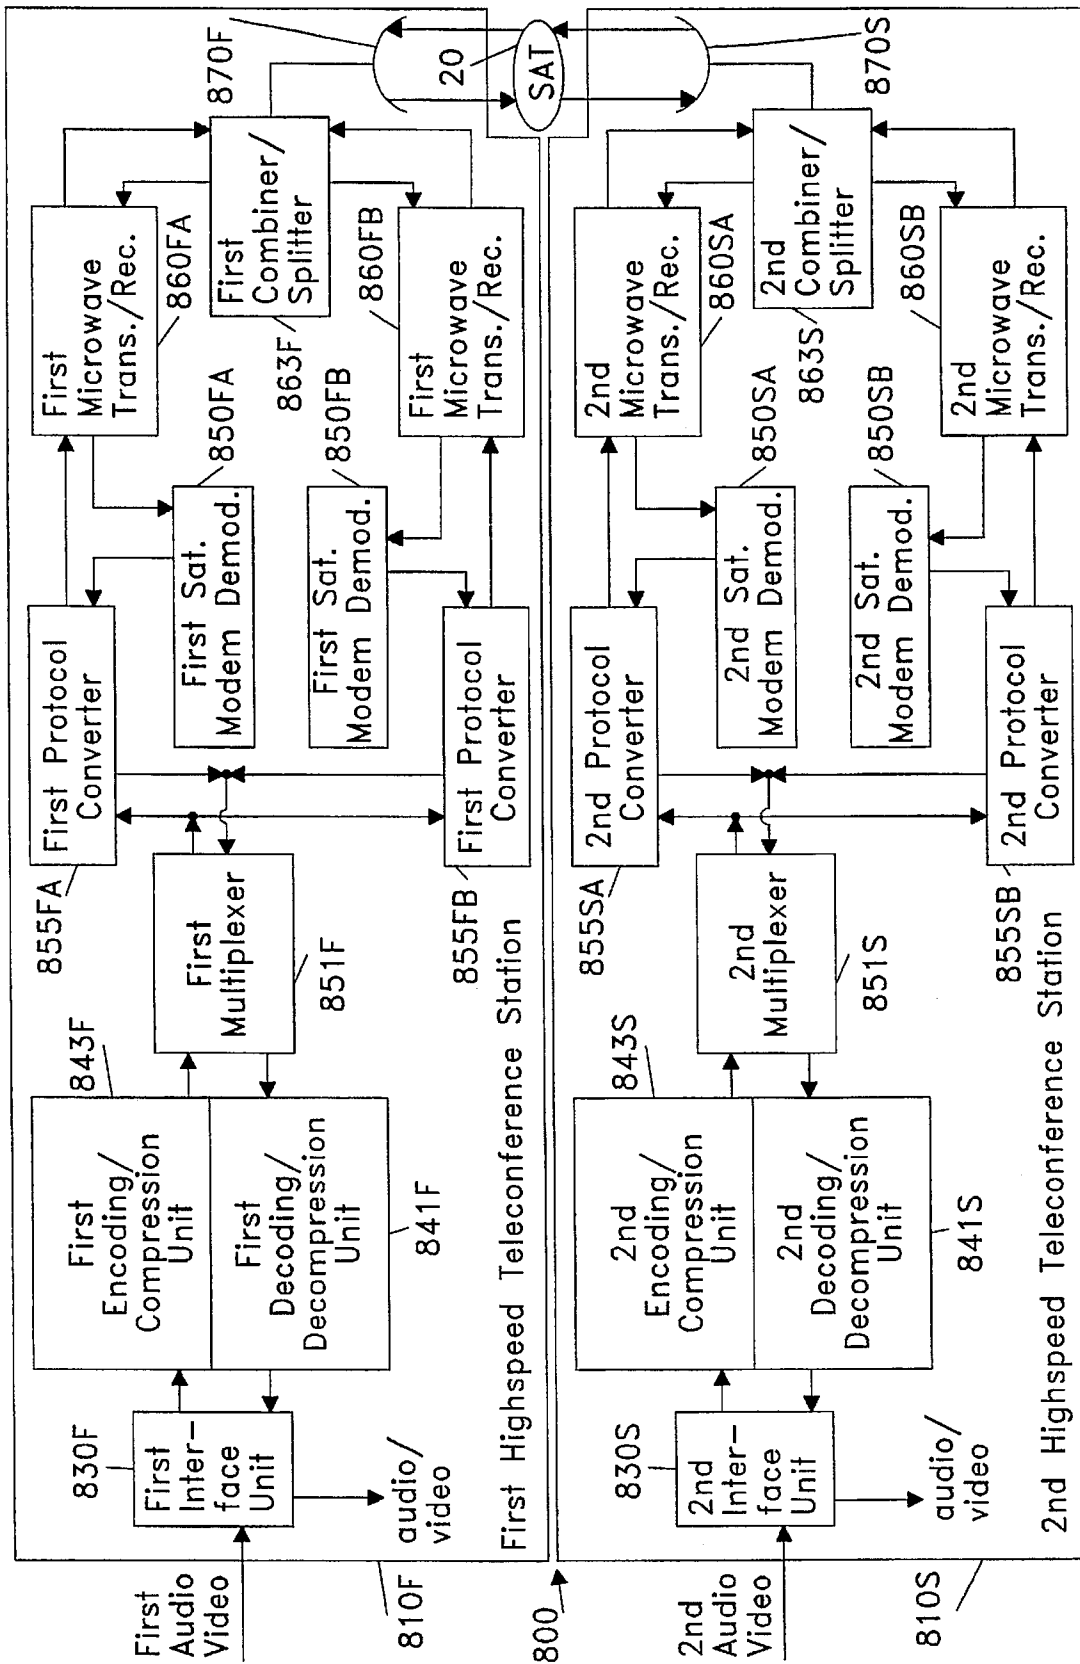 First
Audio
Video
810F
830F
First
Inter-
face
Unit
audio/
video
First
Encoding/
Compression
Unit
843F
First
Decoding/
Decompression
Unit
841F
First
Multiplexer
851F
855FA
First Protocol
Converter
855FB
First Protocol
Converter
First Sat.
Modem Demod.
850FA
First Sat.
Modem Demod.
850FB
First
Microwave
Trans./Rec.
860FA
First
Microwave
Trans./Rec.
860FB
First
Combiner/
Splitter
863F
870F
First Highspeed Teleconference Station
20
SAT
800
2nd
Audio
Video
810S
830S
2nd
Inter-
face
Unit
audio/
video
2nd
Encoding/
Compression
Unit
843S
2nd
Decoding/
Decompression
Unit
841S
2nd
Multiplexer
851S
855SA
2nd Protocol
Converter
855SB
2nd Protocol
Converter
2nd Sat.
Modem Demod.
850SA
2nd Sat.
Modem Demod.
850SB
2nd
Microwave
Trans./Rec.
860SA
2nd
Microwave
Trans./Rec.
860SB
2nd
Combiner/
Splitter
863S
870S
2nd Highspeed Teleconference Station